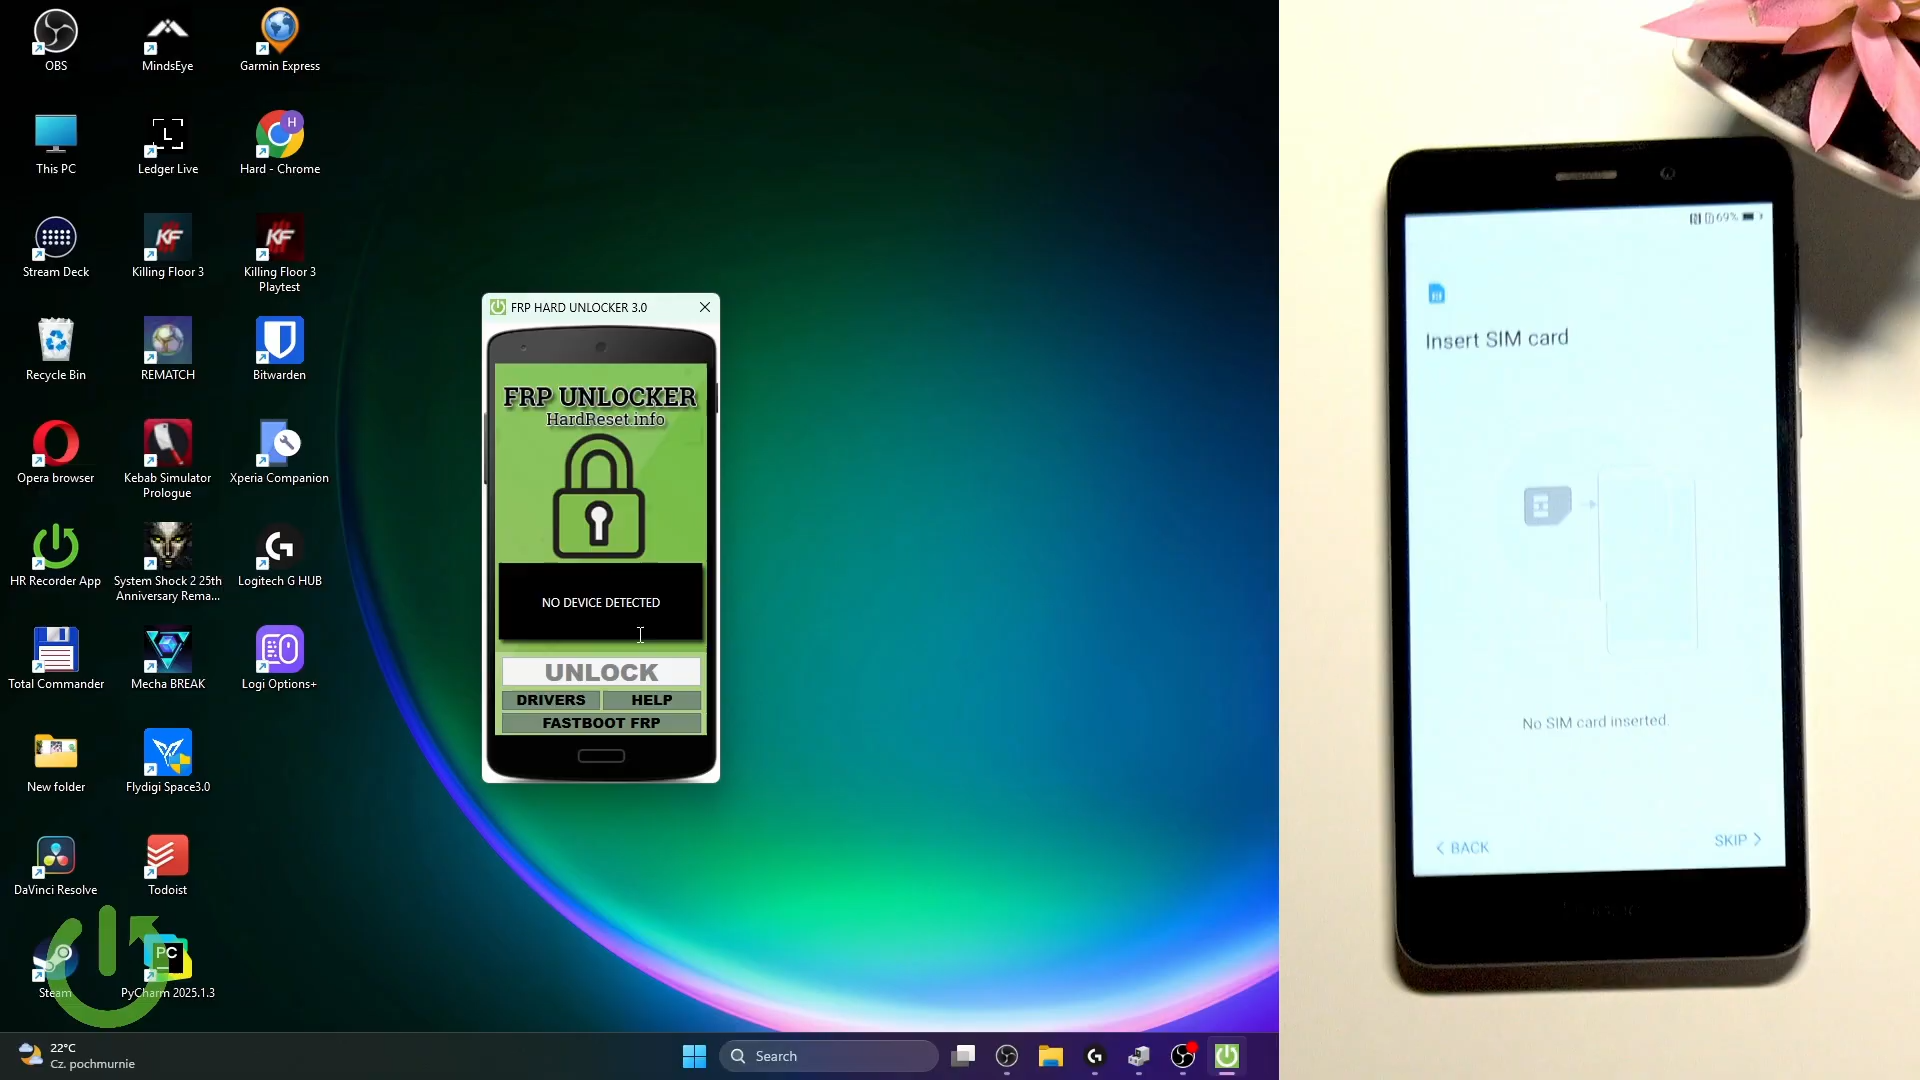 OBS
MindsEye
Garmin Express
This PC
Ledger Live
H
Hard - Chrome
Stream Deck
KF
Killing Floor 3
KF
Killing Floor 3
Playtest
Recycle Bin
REMATCH
Bitwarden
Opera browser
Kebab Simulator
Prologue
Xperia Companion
HR Recorder App
System Shock 2 25th
Anniversary Rema...
Logitech G HUB
Total Commander
Mecha BREAK
Logi Options+
New folder
Flydigi Space3.0
DaVinci Resolve
Todoist
Steam
PC
PyCharm 2025.1.3
FRP HARD UNLOCKER 3.0
FRP UNLOCKER
HardReset.info
NO DEVICE DETECTED
UNLOCK
DRIVERS
HELP
FASTBOOT FRP
22°C
Cz. pochmurnie
Search
69%
Insert SIM card
No SIM card inserted.
BACK
SKIP